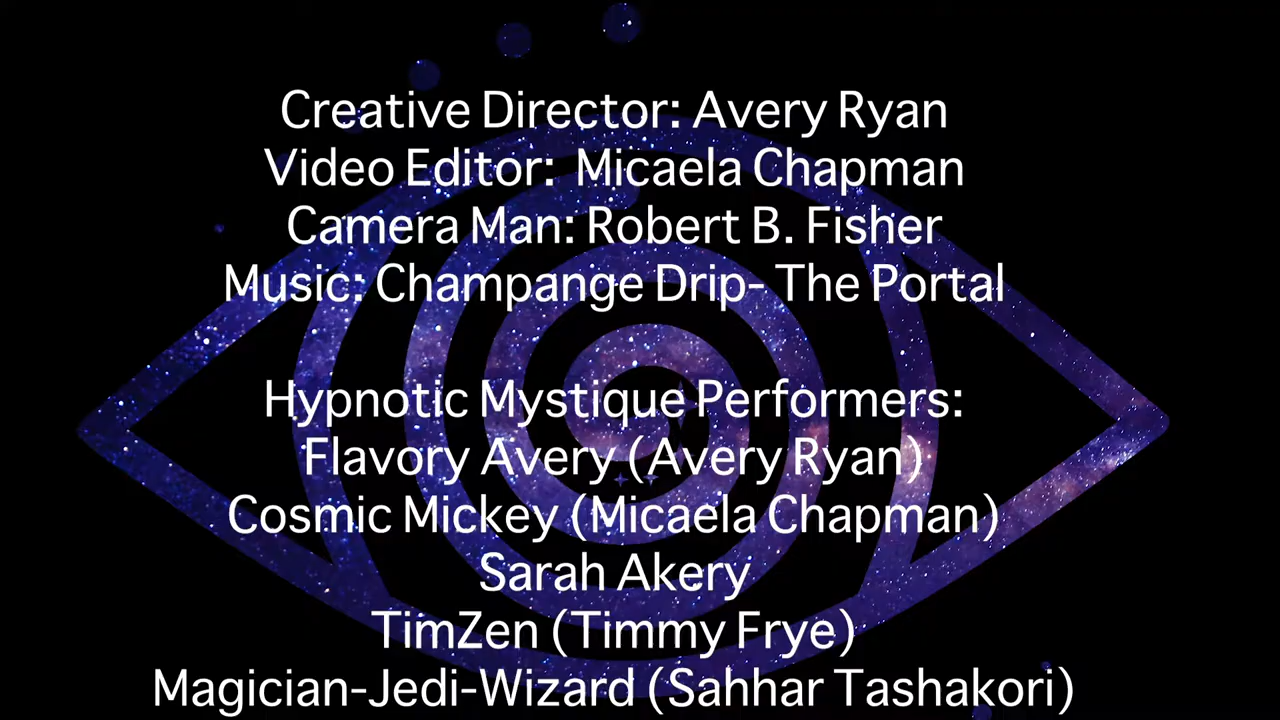 Creative Director: Avery Ryan
Video Editor:  Micaela Chapman
Camera Man: Robert B. Fisher
Music: Champange Drip- The Portal
Hypnotic Mystique Performers:
Flavory Avery (Avery Ryan)
Cosmic Mickey (Micaela Chapman)
Sarah Akery
TimZen (Timmy Frye)
Magician-Jedi-Wizard (Sahhar Tashakori)